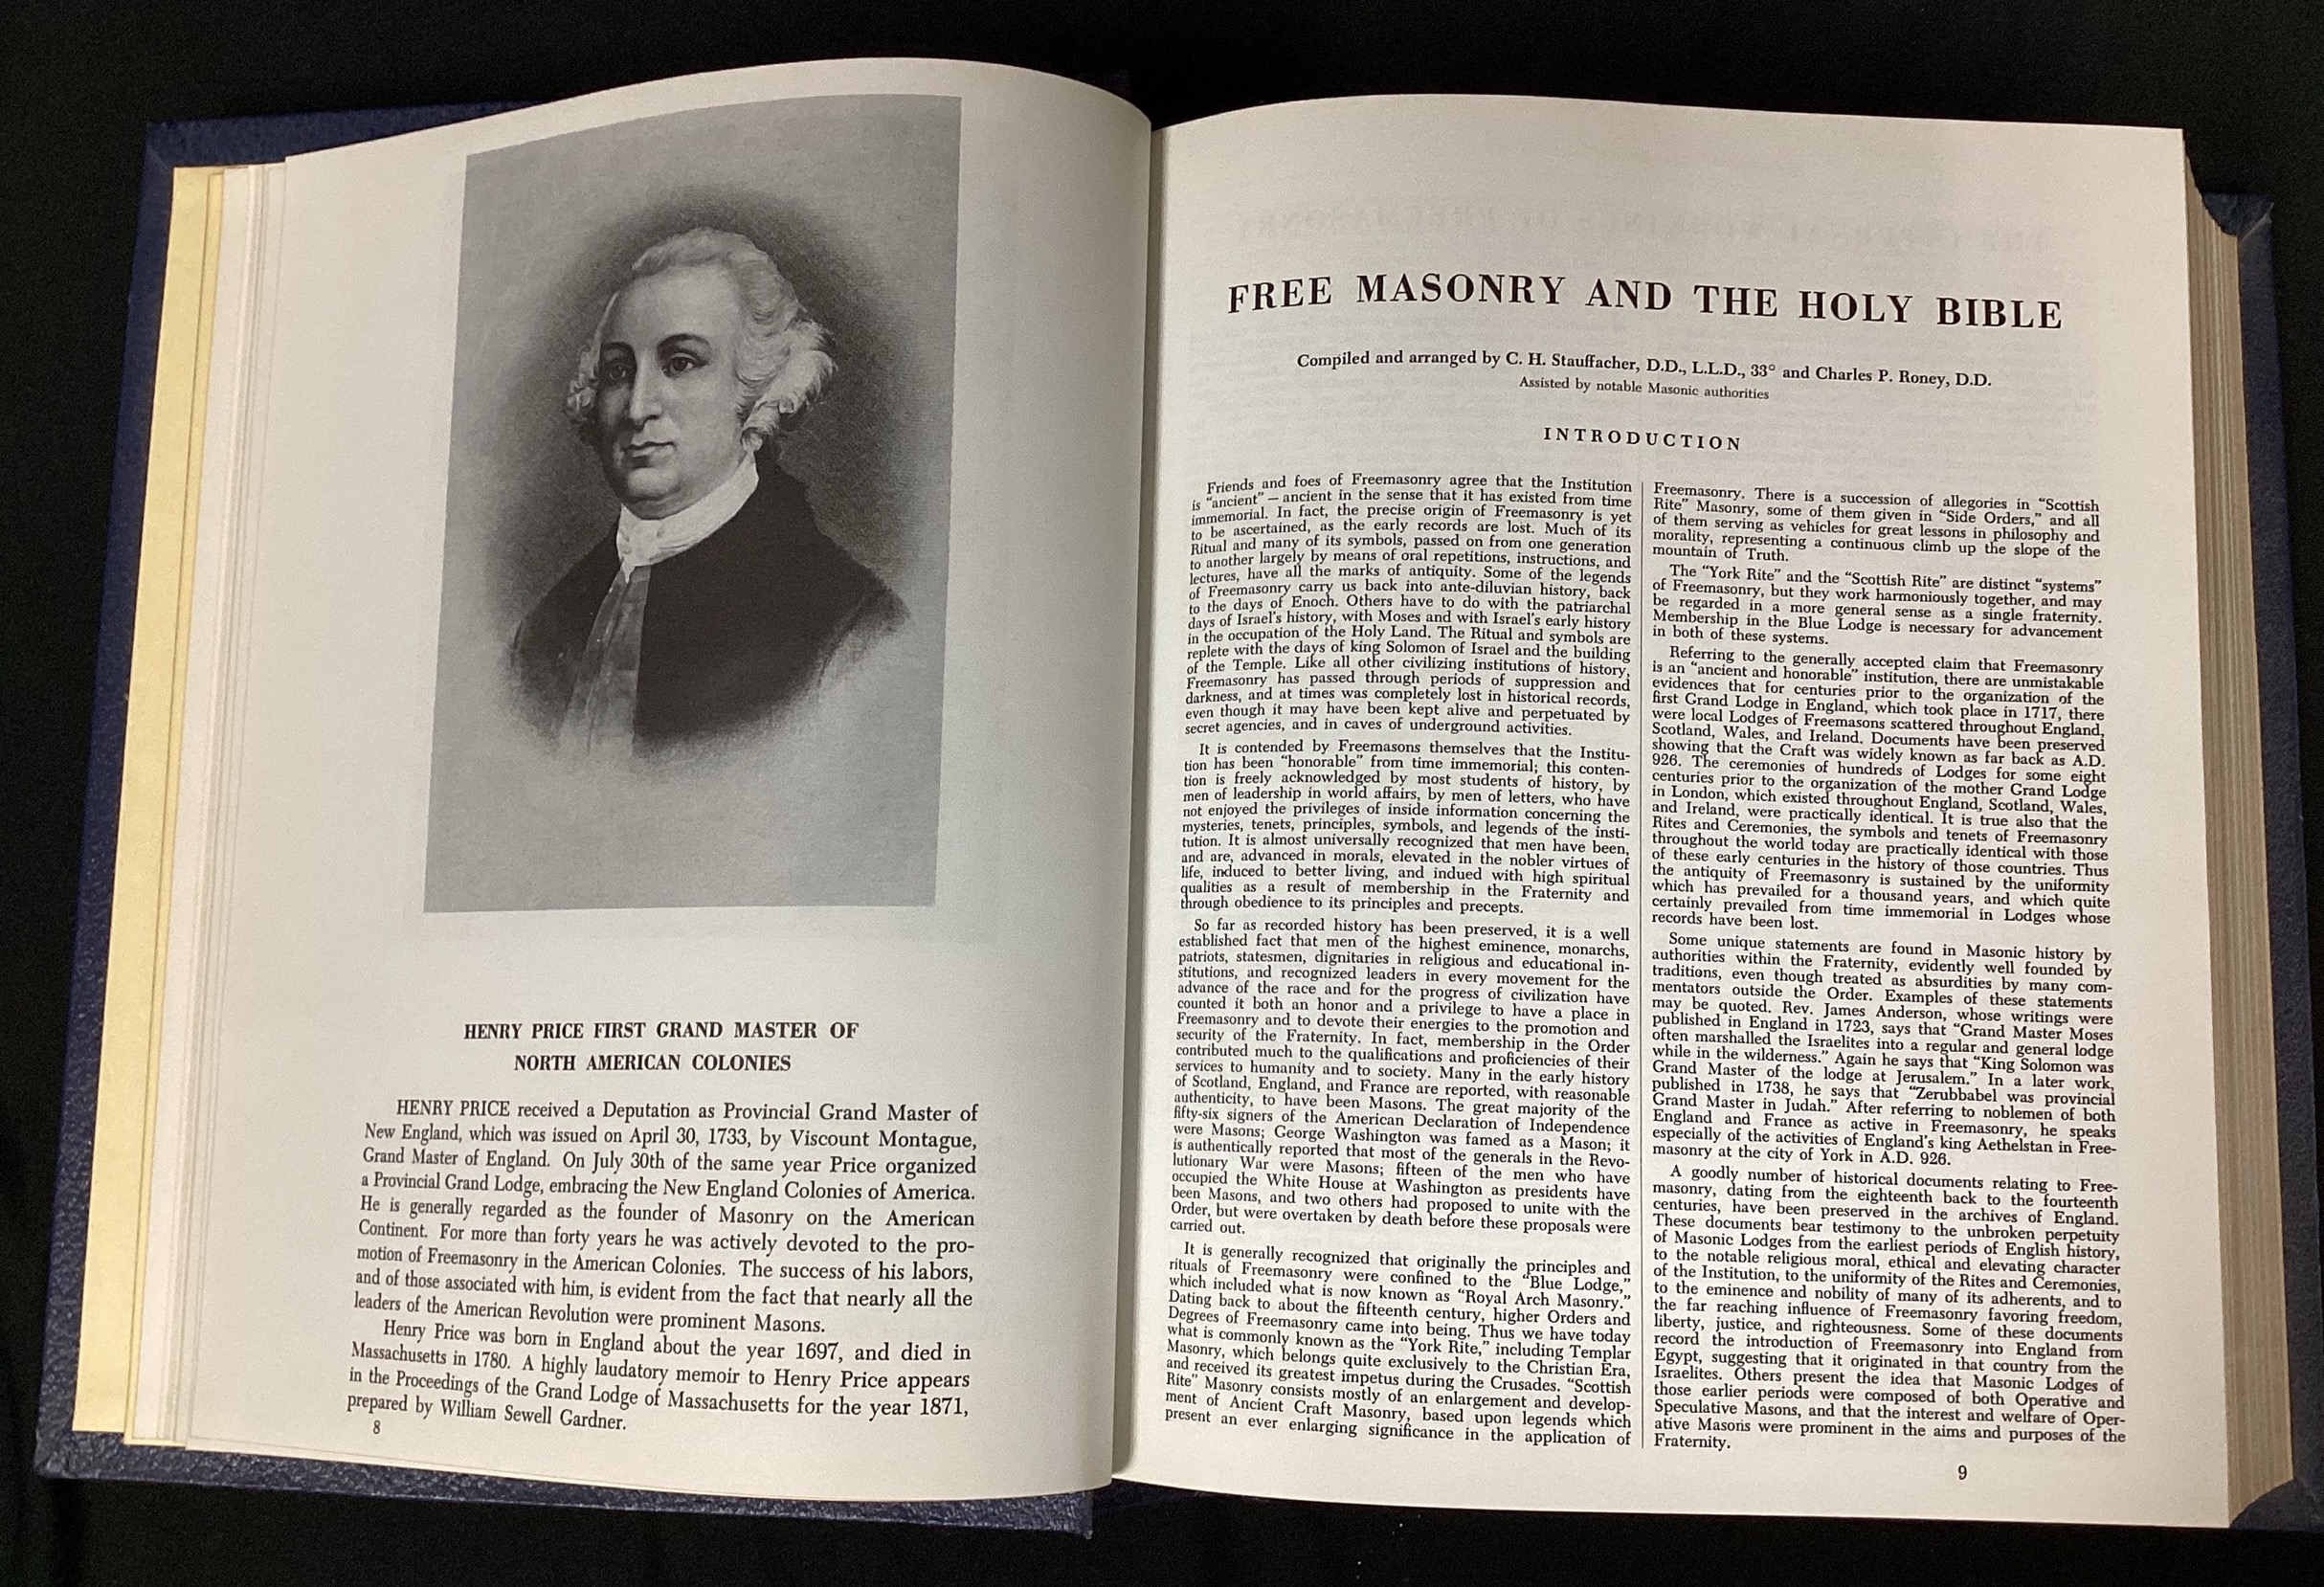 HENRY PRICE FIRST GRAND MASTER OF
NORTH AMERICAN COLONIES
HENRY PRICE received a Deputation as Provincial Grand Master of
New England, which was issued on April 30, 1733, by Viscount Montague,
Grand Master of England. On July 30th of the same year Price organized
a Provincial Grand Lodge, embracing the New England Colonies of America.
He is generally regarded as the founder of Masonry on the American
Continent. For more than forty years he was actively devoted to the pro-
motion of Freemasonry in the American Colonies. The success of his labors,
and of those associated with him, is evident from the fact that nearly all the
leaders of the American Revolution were prominent Masons.
Henry Price was born in England about the year 1697, and died in
Massachusetts in 1780. A highly laudatory memoir to Henry Price appears
in the Proceedings of the Grand Lodge of Massachusetts for the year 1871,
prepared by William Sewell Gardner.
8
FREE MASONRY AND THE HOLY BIBLE
Compiled and arranged by C. H. Stauffacher, D.D., L.L.D., 33° and Charles P. Roney, D.D.
Assisted by notable Masonic authorities
INTRODUCTION
Friends and foes of Freemasonry agree that the Institution
is "ancient" — ancient in the sense that it has existed from time
immemorial. In fact, the precise origin of Freemasonry is yet
to be ascertained, as the early records are lost. Much of its
Ritual and many of its symbols, passed on from one generation
to another largely by means of oral repetitions, instructions, and
lectures, have all the marks of antiquity. Some of the legends
of Freemasonry carry us back into ante-diluvian history, back
to the days of Enoch. Others have to do with the patriarchal
days of Israel's history, with Moses and with Israel's early history
in the occupation of the Holy Land. The Ritual and symbols are
replete with the days of king Solomon of Israel and the building
of the Temple. Like all other civilizing institutions of history,
Freemasonry has passed through periods of suppression and
darkness, and at times was completely lost in historical records,
even though it may have been kept alive and perpetuated by
secret agencies, and in caves of underground activities.
It is contended by Freemasons themselves that the Institu-
tion has been "honorable" from time immemorial; this conten-
tion is freely acknowledged by most students of history, by
men of leadership in world affairs, by men of letters, who have
not enjoyed the privileges of inside information concerning the
mysteries, tenets, principles, symbols, and legends of the insti-
tution. It is almost universally recognized that men have been,
and are, advanced in morals, elevated in the nobler virtues of
life, induced to better living, and indued with high spiritual
qualities as a result of membership in the Fraternity and
through obedience to its principles and precepts.
So far as recorded history has been preserved, it is a well
established fact that men of the highest eminence, monarchs,
patriots, statesmen, dignitaries in religious and educational in-
stitutions, and recognized leaders in every movement for the
advance of the race and for the progress of civilization have
counted it both an honor and a privilege to have a place in
Freemasonry and to devote their energies to the promotion and
security of the Fraternity. In fact, membership in the Order
contributed much to the qualifications and proficiencies of their
services to humanity and to society. Many in the early history
of Scotland, England, and France are reported, with reasonable
authenticity, to have been Masons. The great majority of the
fifty-six signers of the American Declaration of Independence
were Masons; George Washington was famed as a Mason; it
is authentically reported that most of the generals in the Revo-
lutionary War were Masons; fifteen of the men who have
occupied the White House at Washington as presidents have
been Masons, and two others had proposed to unite with the
Order, but were overtaken by death before these proposals were
carried out.
It is generally recognized that originally the principles and
rituals of Freemasonry were confined to the "Blue Lodge,"
which included what is now known as "Royal Arch Masonry."
Dating back to about the fifteenth century, higher Orders and
Degrees of Freemasonry came into being. Thus we have today
what is commonly known as the "York Rite," including Templar
Masonry, which belongs quite exclusively to the Christian Era,
and received its greatest impetus during the Crusades. "Scottish
Rite" Masonry consists mostly of an enlargement and develop-
ment of Ancient Craft Masonry, based upon legends which
present an ever enlarging significance in the application of
Freemasonry. There is a succession of allegories in "Scottish
Rite" Masonry, some of them given in "Side Orders," and all
of them serving as vehicles for great lessons in philosophy and
morality, representing a continuous climb up the slope of the
mountain of Truth.
The "York Rite" and the "Scottish Rite" are distinct "systems"
of Freemasonry, but they work harmoniously together, and may
be regarded in a more general sense as a single fraternity.
Membership in the Blue Lodge is necessary for advancement
in both of these systems.
Referring to the generally accepted claim that Freemasonry
is an "ancient and honorable" institution, there are unmistakable
evidences that for centuries prior to the organization of the
first Grand Lodge in England, which took place in 1717, there
were local Lodges of Freemasons scattered throughout England,
Scotland, Wales, and Ireland. Documents have been preserved
showing that the Craft was widely known as far back as A.D.
926. The ceremonies of hundreds of Lodges for some eight
centuries prior to the organization of the mother Grand Lodge
in London, which existed throughout England, Scotland, Wales,
and Ireland, were practically identical. It is true also that the
Rites and Ceremonies, the symbols and tenets of Freemasonry
throughout the world today are practically identical with those
of these early centuries in the history of those countries. Thus
the antiquity of Freemasonry is sustained by the uniformity
which has prevailed for a thousand years, and which quite
certainly prevailed from time immemorial in Lodges whose
records have been lost.
Some unique statements are found in Masonic history by
authorities within the Fraternity, evidently well founded by
traditions, even though treated as absurdities by many com-
mentators outside the Order. Examples of these statements
may be quoted. Rev. James Anderson, whose writings were
published in England in 1723, says that "Grand Master Moses
often marshalled the Israelites into a regular and general lodge
while in the wilderness." Again he says that "King Solomon was
Grand Master of the lodge at Jerusalem." In a later work,
published in 1738, he says that "Zerubbabel was provincial
Grand Master in Judah." After referring to noblemen of both
England and France as active in Freemasonry, he speaks
especially of the activities of England's king Aethelstan in Free-
masonry at the city of York in A.D. 926.
A goodly number of historical documents relating to Free-
masonry, dating from the eighteenth back to the fourteenth
centuries, have been preserved in the archives of England.
These documents bear testimony to the unbroken perpetuity
of Masonic Lodges from the earliest periods of English history,
to the notable religious moral, ethical and elevating character
of the Institution, to the uniformity of the Rites and Ceremonies,
to the eminence and nobility of many of its adherents, and to
the far reaching influence of Freemasonry favoring freedom,
liberty, justice, and righteousness. Some of these documents
record the introduction of Freemasonry into England from
Egypt, suggesting that it originated in that country from the
Israelites. Others present the idea that Masonic Lodges of
those earlier periods were composed of both Operative and
Speculative Masons, and that the interest and welfare of Oper-
ative Masons were prominent in the aims and purposes of the
Fraternity.
9